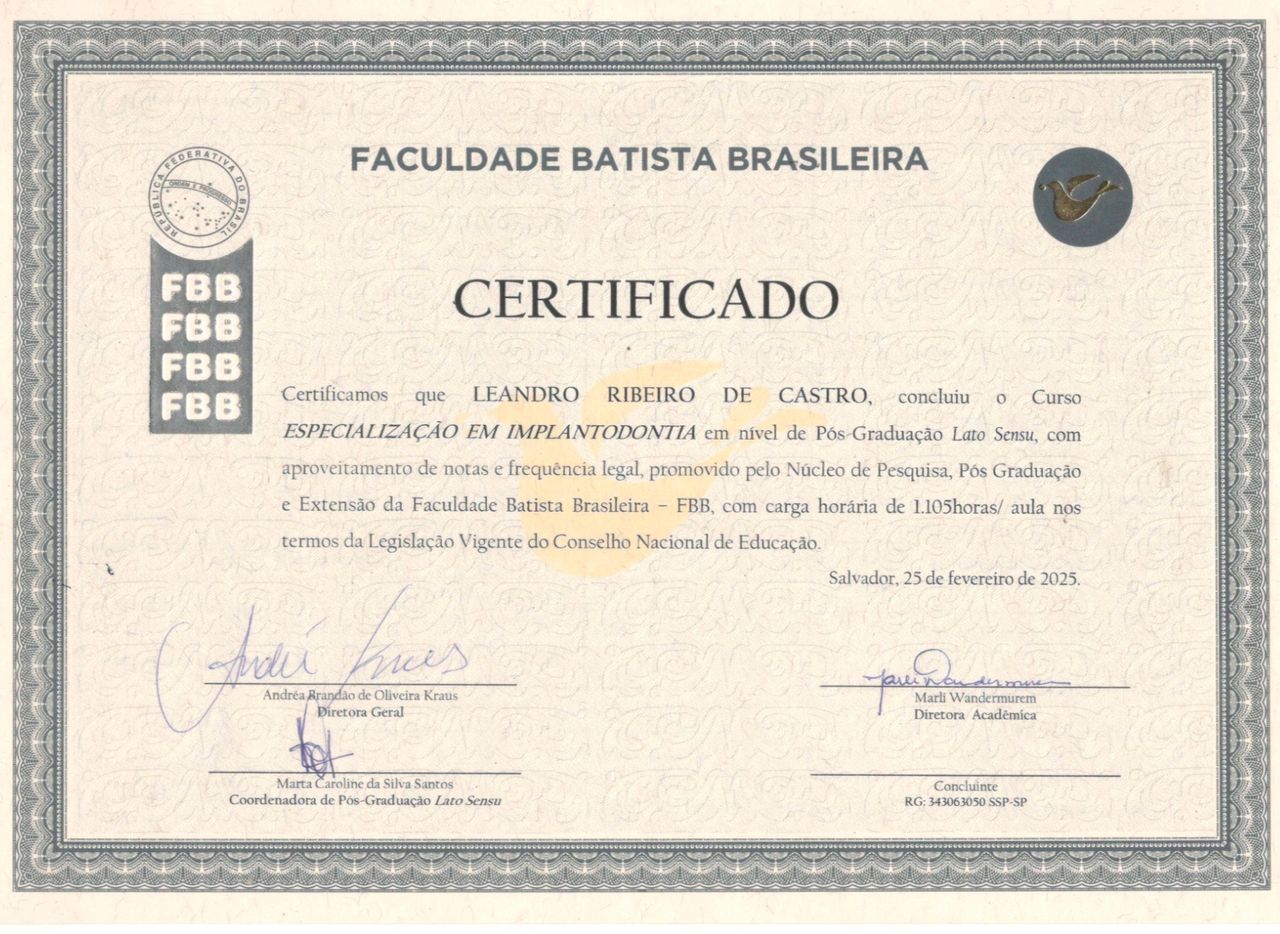 FACULDADE BATISTA BRASILEIRA
REPÚBLICA FEDERATIVA DO BRASIL
ORDEM E PROGRESSO
FBB
FBB
FBB
FBB
CERTIFICADO
Certificamos que LEANDRO RIBEIRO DE CASTRO, concluiu o Curso
ESPECIALIZAÇÃO EM IMPLANTODONTIA em nível de Pós-Graduação Lato Sensu, com
aproveitamento de notas e frequência legal, promovido pelo Núcleo de Pesquisa, Pós Graduação
e Extensão da Faculdade Batista Brasileira – FBB, com carga horária de 1.105horas/ aula nos
termos da Legislação Vigente do Conselho Nacional de Educação.
Salvador, 25 de fevereiro de 2025.
André Kraus
Andréa Brandão de Oliveira Kraus
Diretora Geral
Marli Wandermurem
Marli Wandermurem
Diretora Acadêmica
Marta Caroline da Silva Santos
Coordenadora de Pós-Graduação Lato Sensu
Concluinte
RG: 343063050 SSP-SP